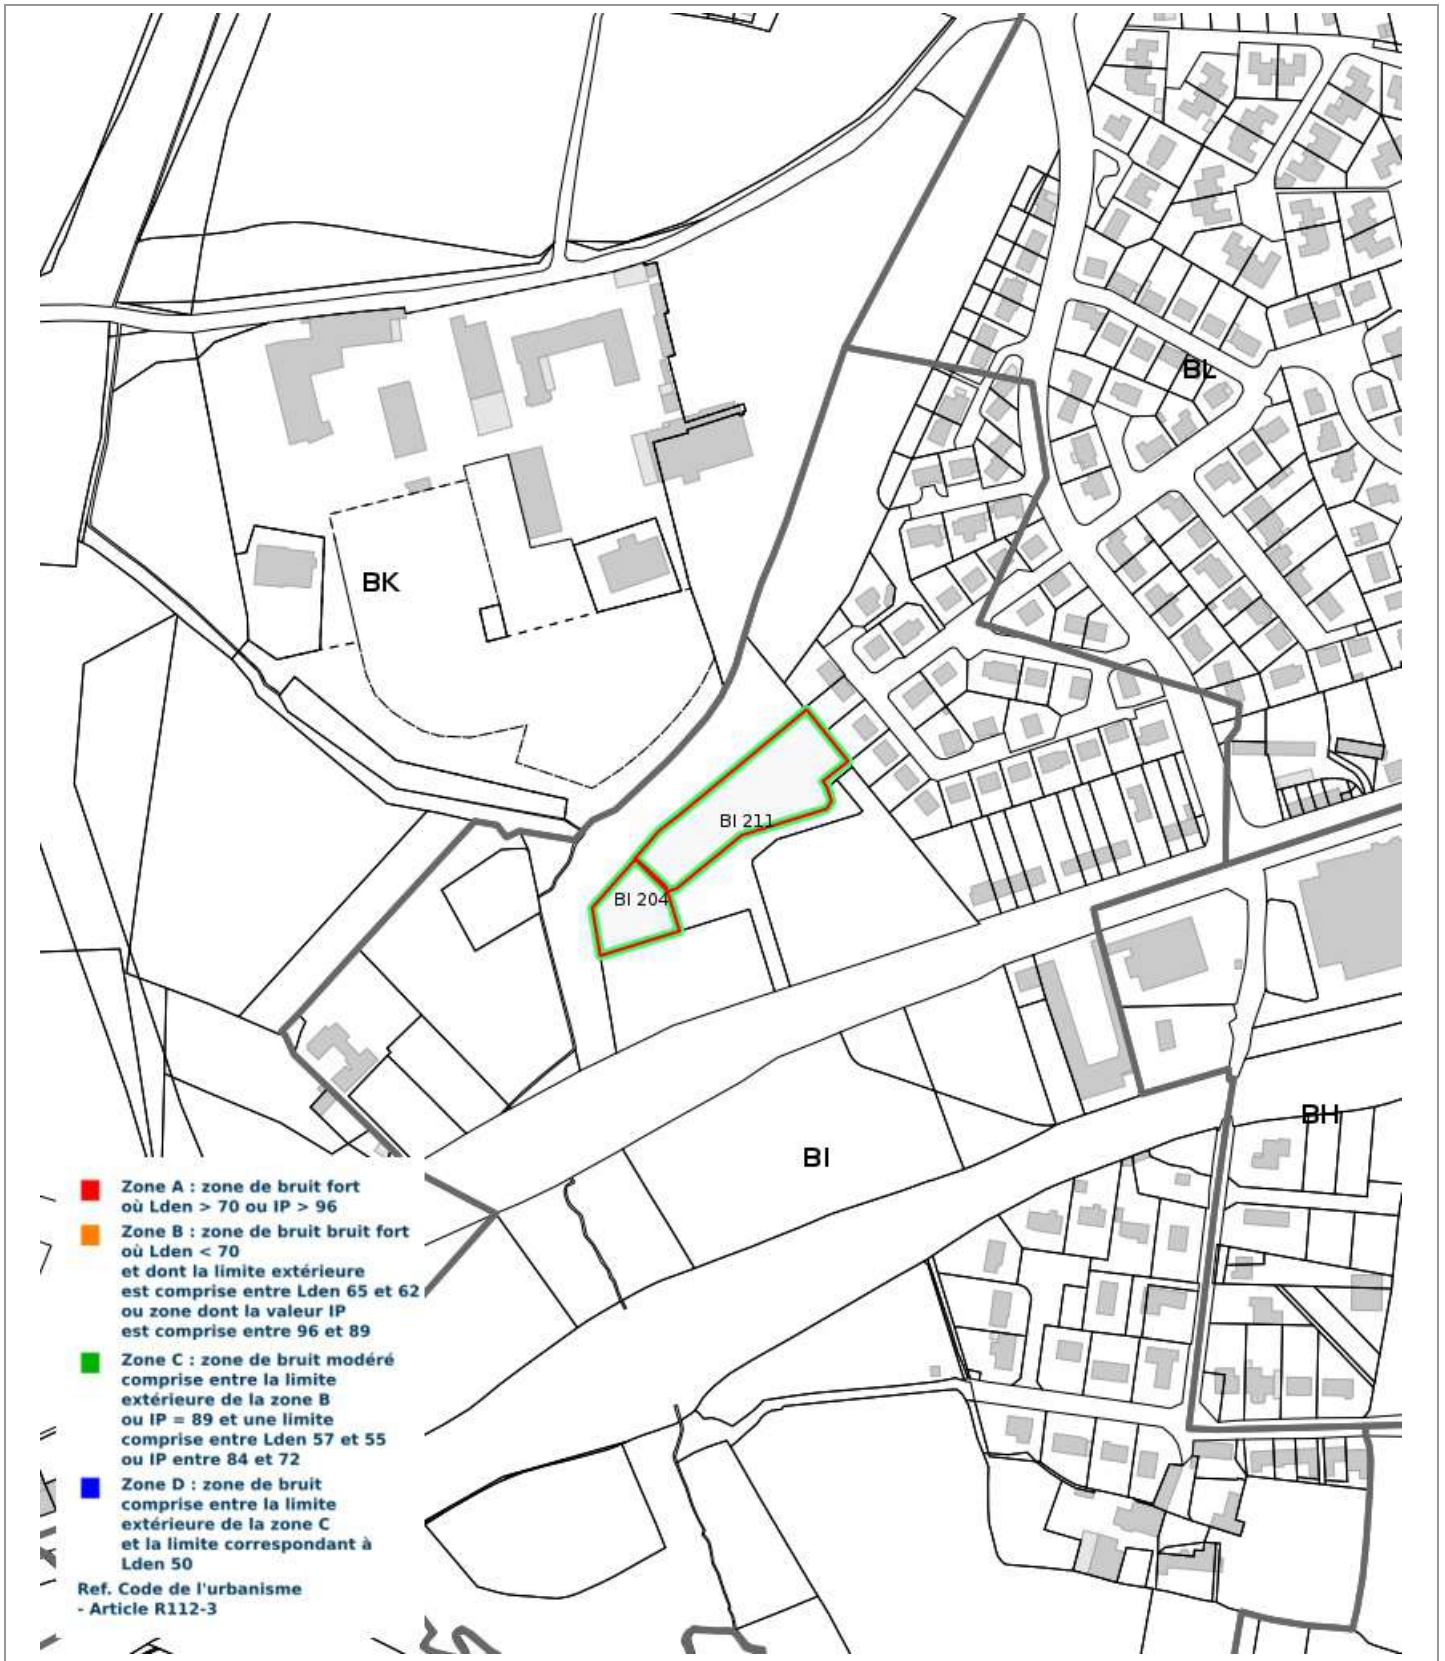 BL
BK
BI 211
BI 204
BH
BI
Zone A : zone de bruit fort
où Lden > 70 ou IP > 96
Zone B : zone de bruit bruit fort
où Lden < 70
et dont la limite extérieure
est comprise entre Lden 65 et 62
ou zone dont la valeur IP
est comprise entre 96 et 89
Zone C : zone de bruit modéré
comprise entre la limite
extérieure de la zone B
ou IP = 89 et une limite
comprise entre Lden 57 et 55
ou IP entre 84 et 72
Zone D : zone de bruit
comprise entre la limite
extérieure de la zone C
et la limite correspondant à
Lden 50
Ref. Code de l'urbanisme
- Article R112-3